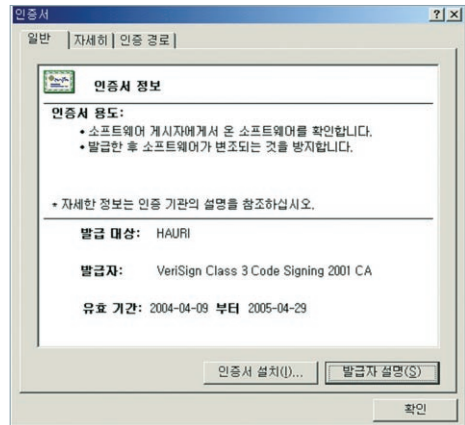 인증서
일반 자세히 인증 경로
인증서 정보
인증서 용도:
• 소프트웨어 게시자에게서 온 소프트웨어를 확인합니다.
• 발급한 후 소프트웨어가 변조되는 것을 방지합니다.
* 자세한 정보는 인증 기관의 설명을 참조하십시오.
발급 대상: HAURI
발급자: VeriSign Class 3 Code Signing 2001 CA
유효 기간: 2004-04-09 부터 2005-04-29
인증서 설치(I)... 발급자 설명(S)
확인